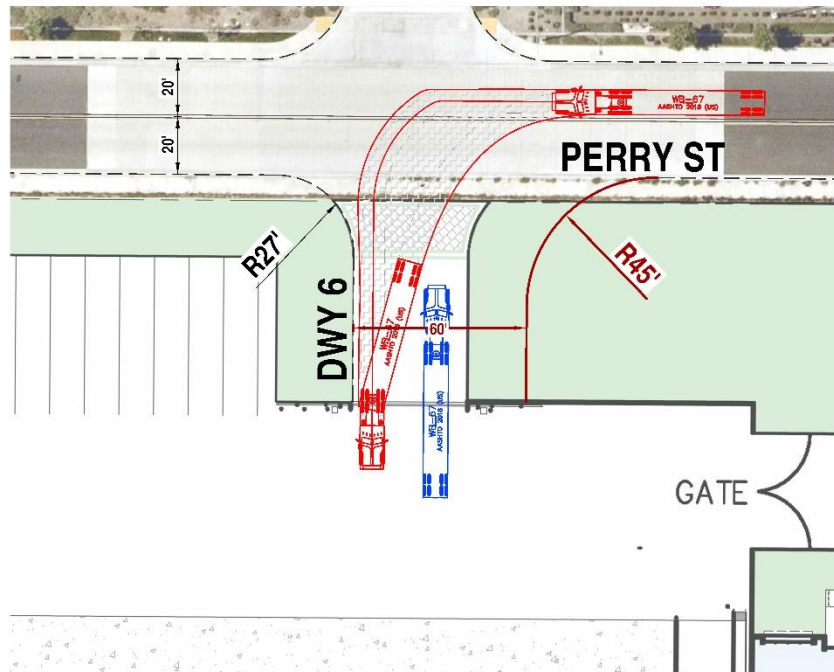 20'
20'
WB-67
AASHTO 2018 (US)
PERRY ST
R27'
R45'
DWY 6
60'
WB-67
AASHTO 2018 (US)
WB-67
AASHTO 2018 (US)
GATE